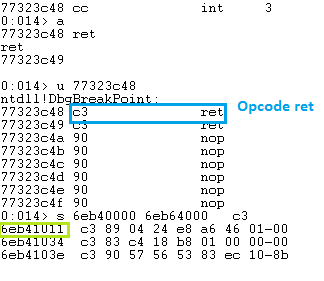 77323c48 cc int 3
0:014> a
77323c48 ret
ret
77323c49
0:014> u 77323c48
ntdll!DbgBreakPoint:
77323c48 c3 ret Opcode ret
77323c49 c3 ret
77323c4a 90 nop
77323c4b 90 nop
77323c4c 90 nop
77323c4d 90 nop
77323c4e 90 nop
77323c4f 90 nop
0:014> s 6eb40000 6eb64000 c3
6eb41011 c3 89 04 24 e8 a6 46 01-00
6eb41034 c3 83 c4 18 b8 01 00 00-00
6eb4103e c3 90 57 56 53 83 ec 10-8b